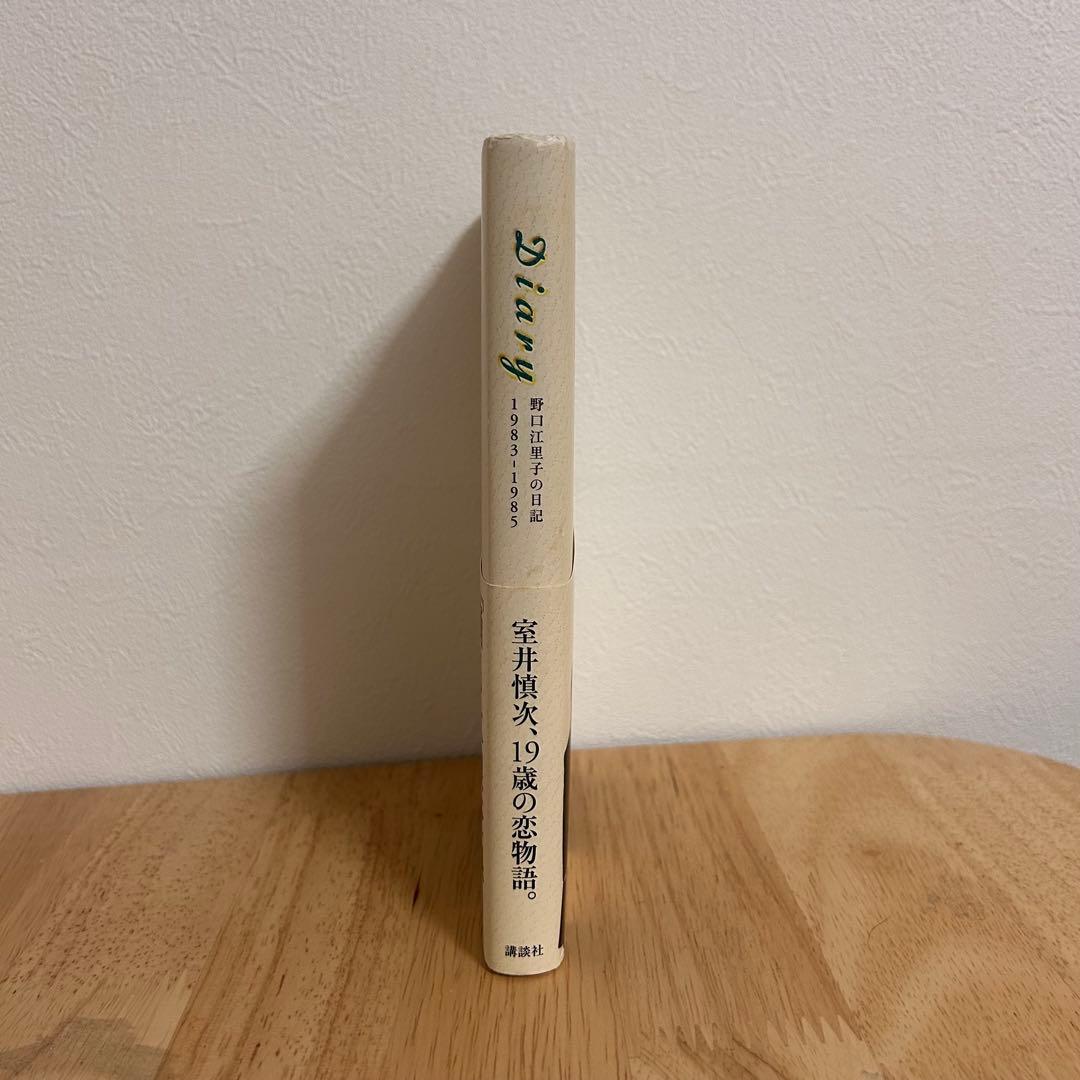 Diary
野口江里子の日記
1983-1985
室井慎次、19歳の恋物語。
講談社